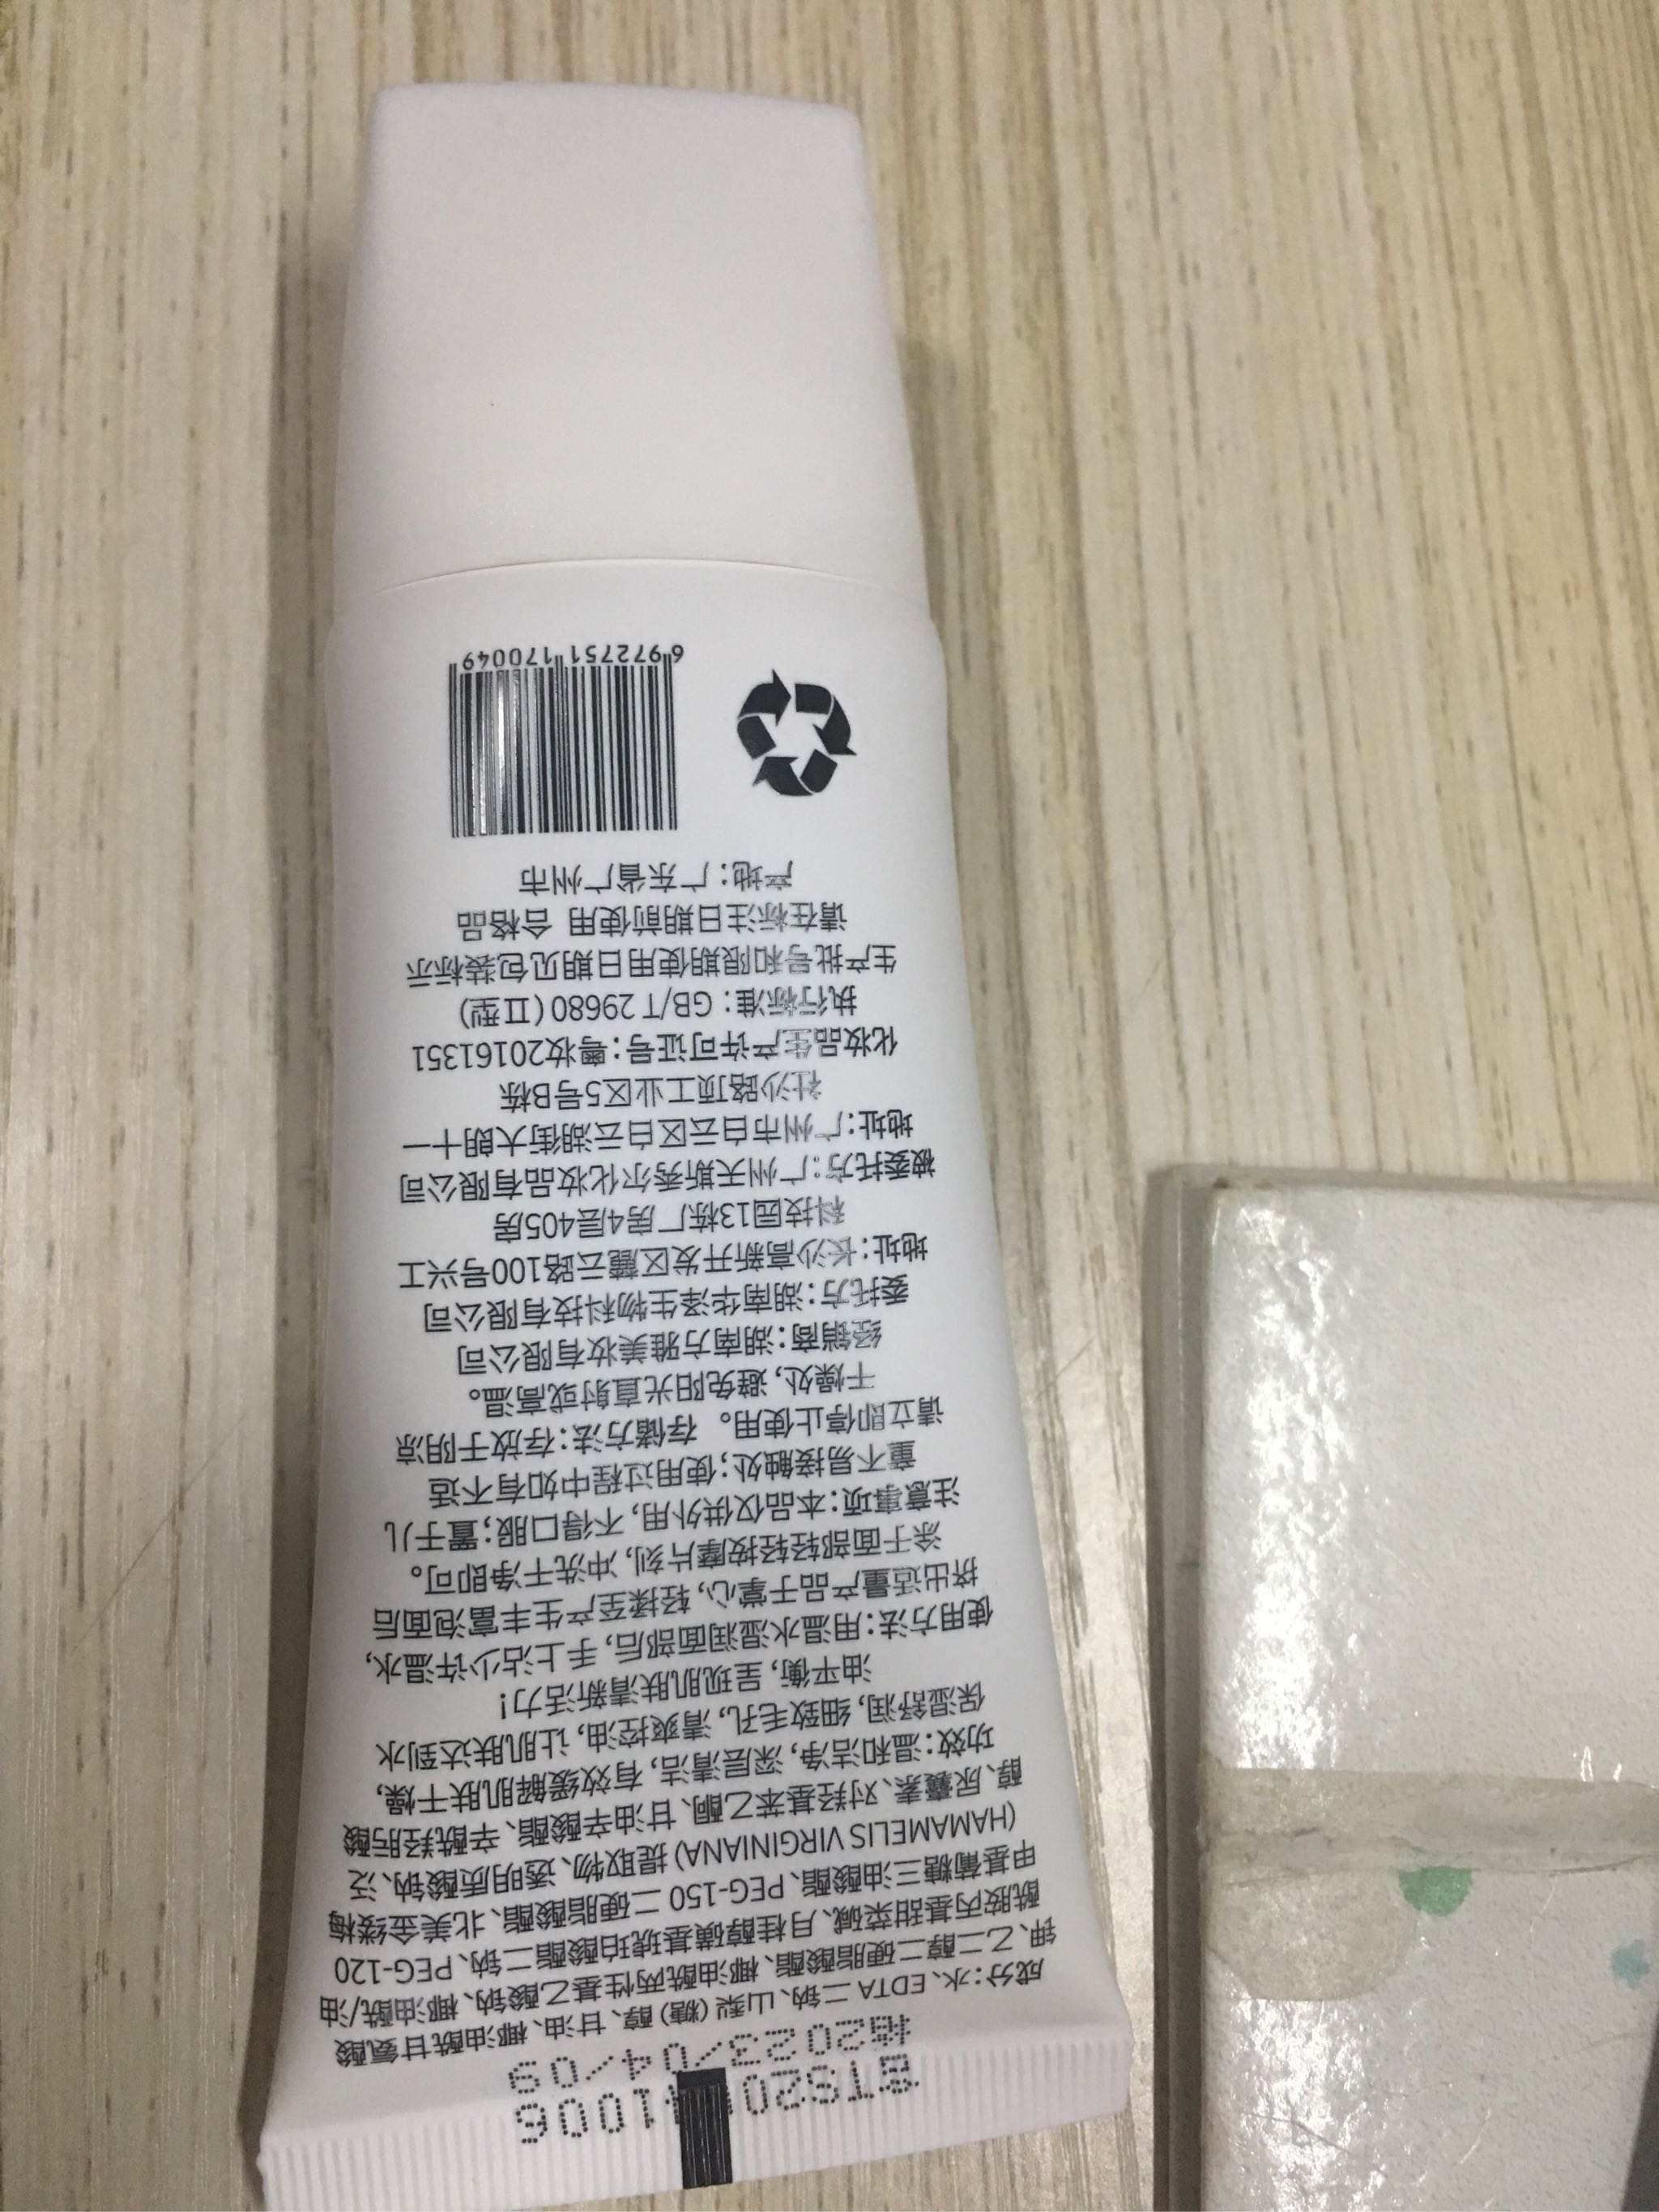 成分：水、EDTA 二钠、山梨（糖）醇、甘油、椰油酰甘氨酸
钾、乙二醇二硬脂酸酯、椰油酰两性基乙酸钠、椰油酰/油
酰胺丙基甜菜碱、月桂醇磺基琥珀酸酯二钠、PEG-120
甲基葡糖三油酸酯、PEG-150 二硬脂酸酯、北美金缕梅
(HAMAMELIS VIRGINIANA) 提取物、透明质酸钠、泛
醇、尿囊素、对羟基苯乙酮、甘油辛酸酯、辛酰羟肟酸
功效：温和洁净，深层清洁，有效缓解肌肤干燥，
保湿舒润，细致毛孔，清爽控油，让肌肤达到水
油平衡，呈现肌肤清新活力！
使用方法：用温水湿润面部后，手上沾少许温水，
挤出适量产品于掌心，轻揉至产生丰富泡面后
涂于面部轻轻按摩片刻，冲洗干净即可。
注意事项：本品仅供外用，不得口服；置于儿
童不易接触处；使用过程中如有不适
请立即停止使用。 存储方法：存放于阴凉
干燥处，避免阳光直射或高温。
经销商：湖南方雅美妆有限公司
委托方：湖南华泽生物科技有限公司
地址：长沙高新开发区麓云路100号兴工
科技园13栋厂房4层405房
被委托方：广州天斯秀尔化妆品有限公司
地址：广州市白云区白云湖街大朗十一
社沙路顶工业区5号B栋
化妆品生产许可证号：粤妆20161351
执行标准：GB/T 29680 (Ⅱ型)
生产批号和限期使用日期见包装标示
请在标注日期前使用 合格品
产地：广东省广州市
6 972751 170049
限2023/04/09